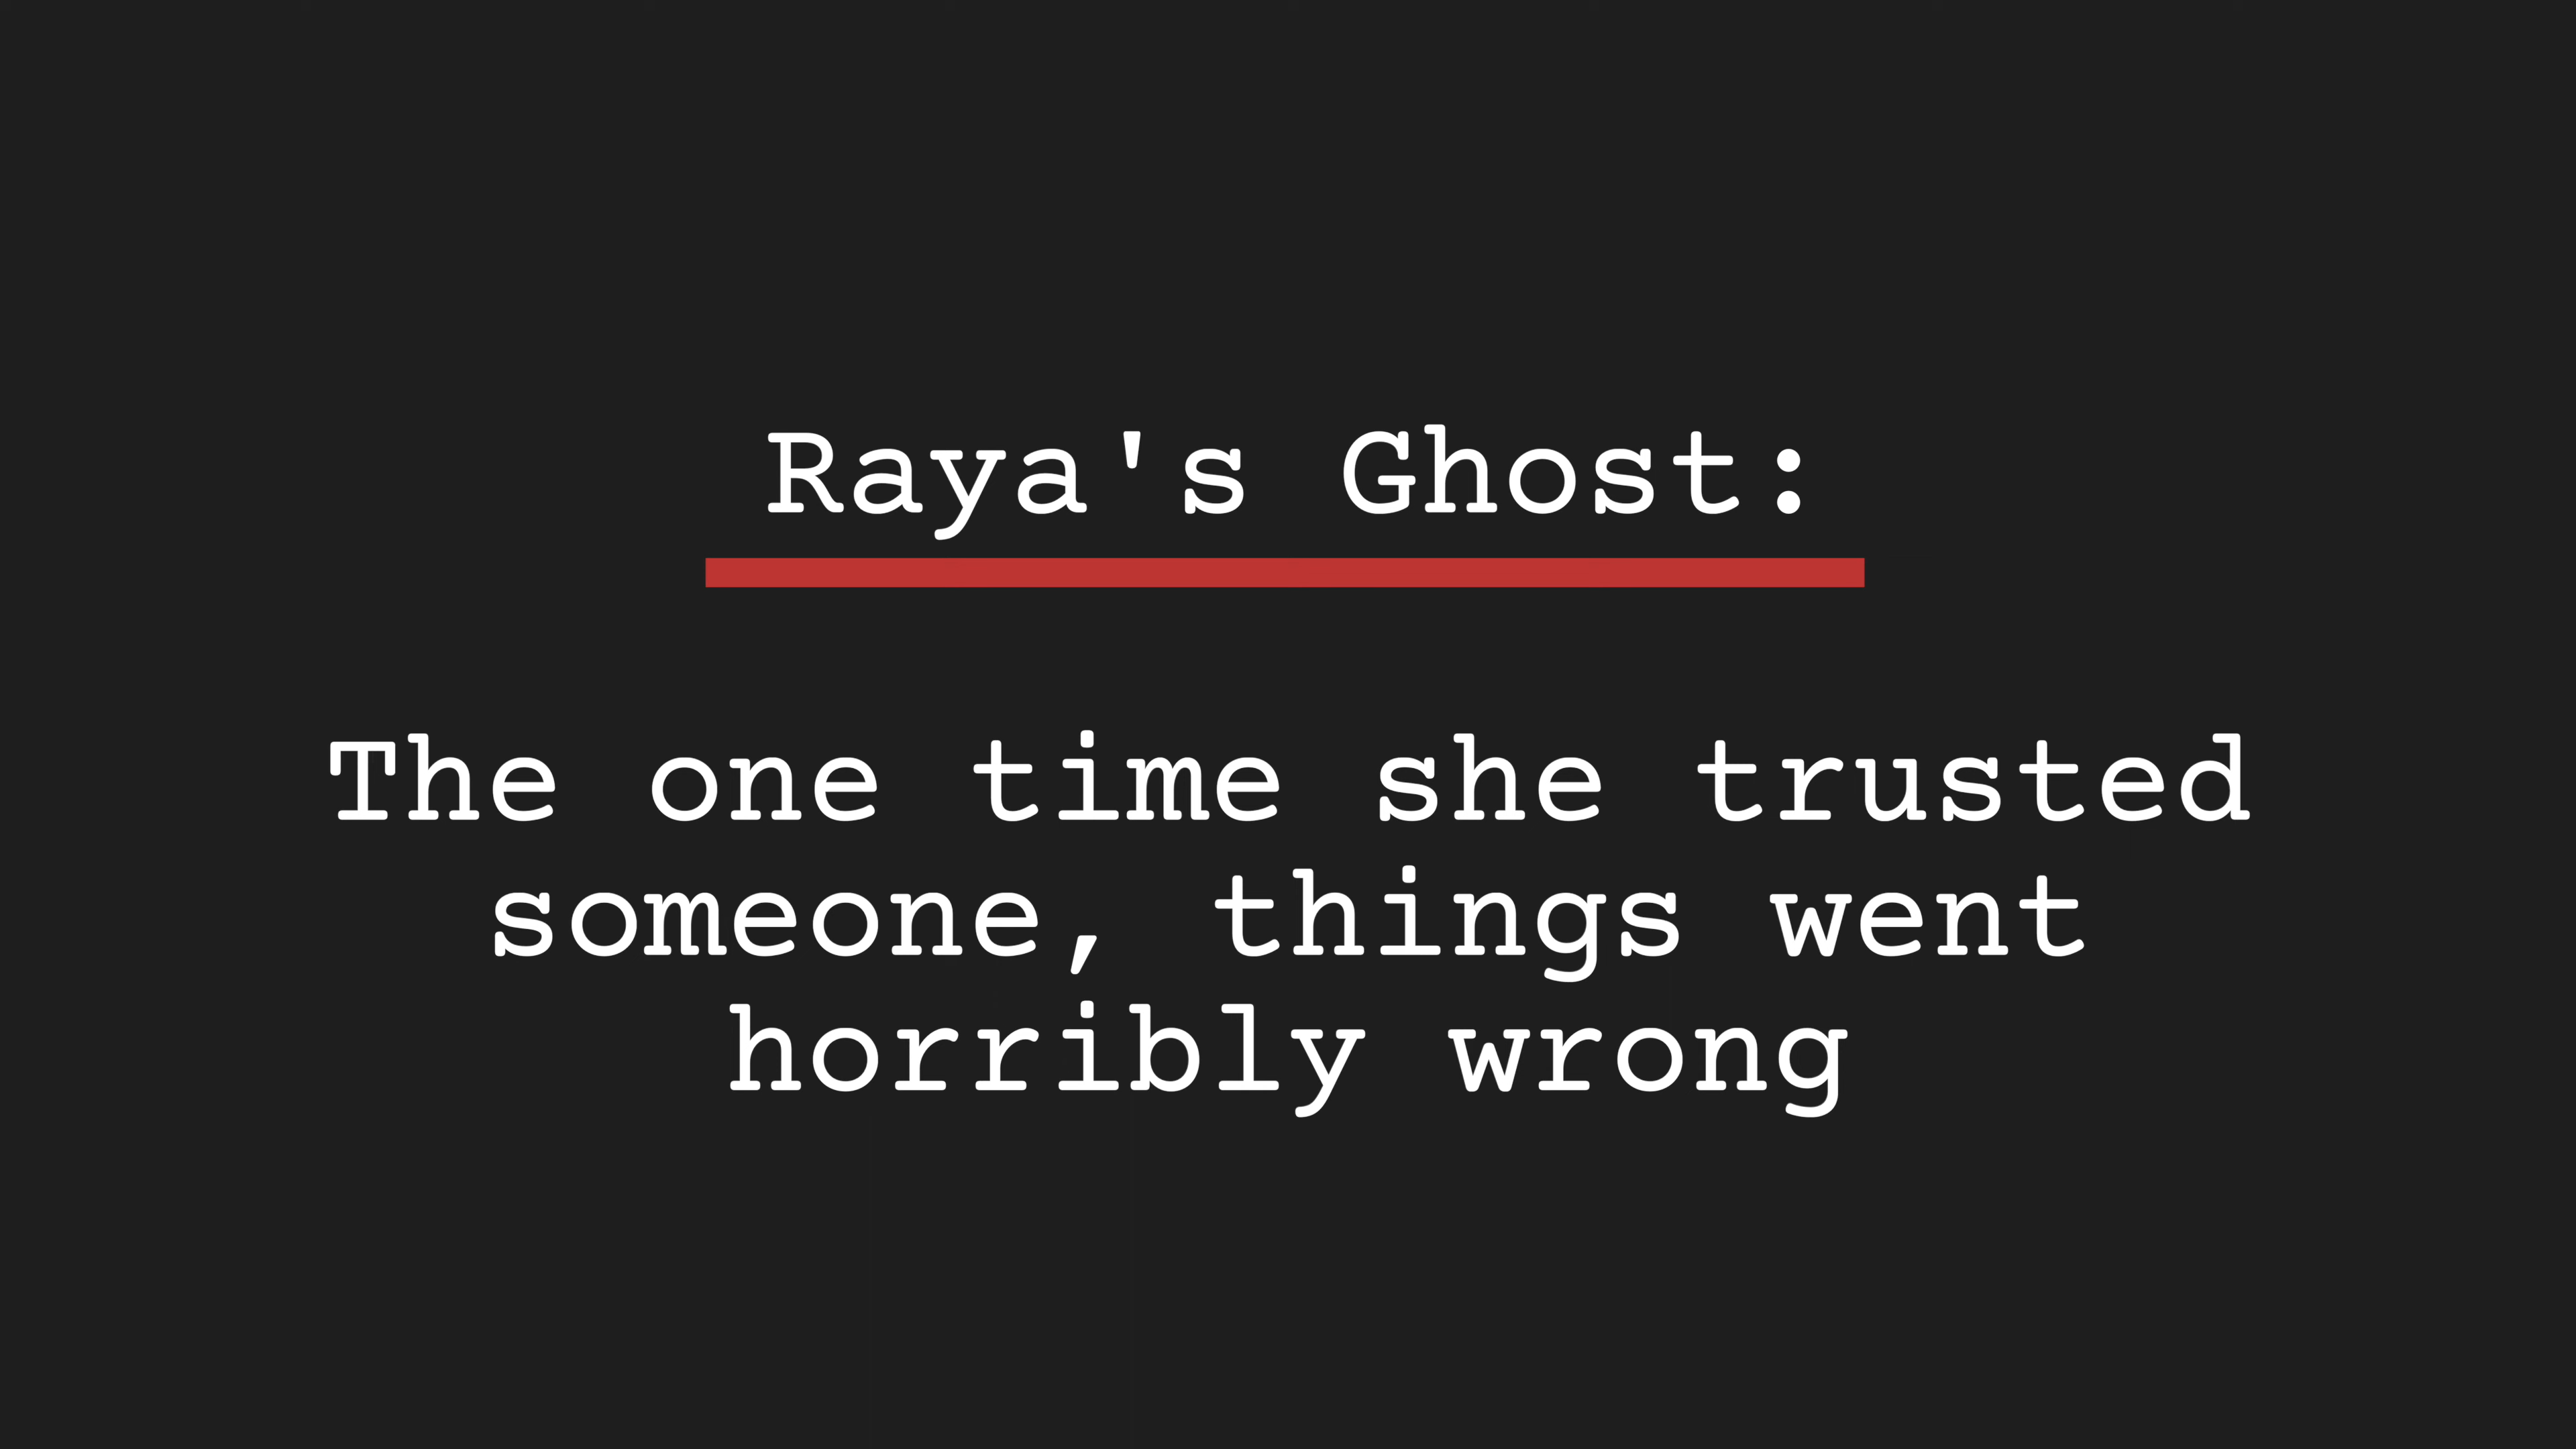 Raya's Ghost:
The one time she trusted
someone, things went
horribly wrong